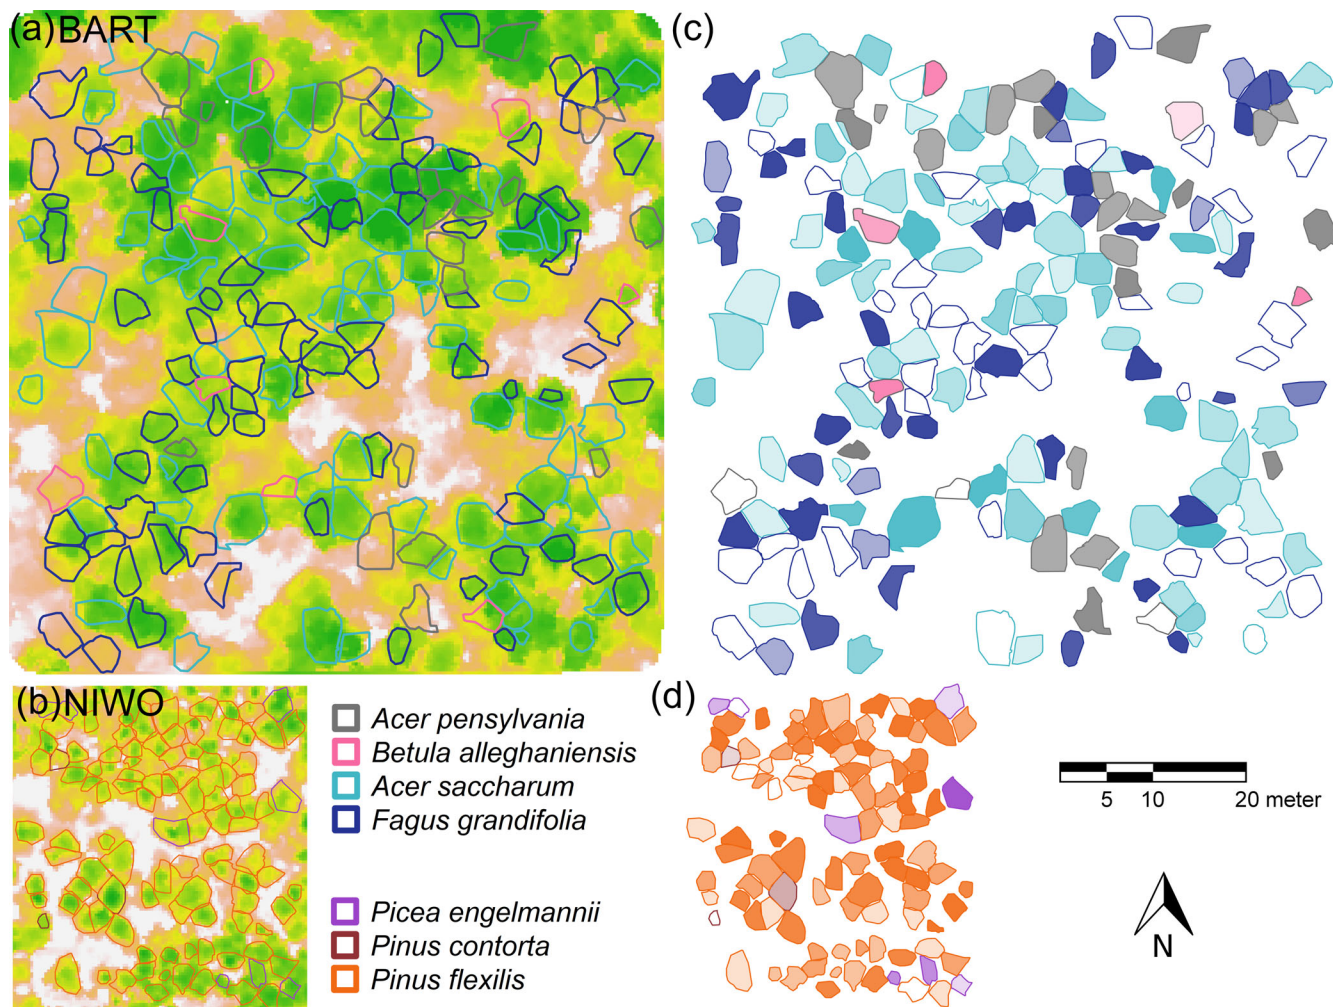 (a)BART
(c)
(b)NIWO
Acer pensylvania
Betula alleghaniensis
Acer saccharum
Fagus grandifolia
Picea engelmannii
Pinus contorta
Pinus flexilis
(d)
5 10 20 meter
N